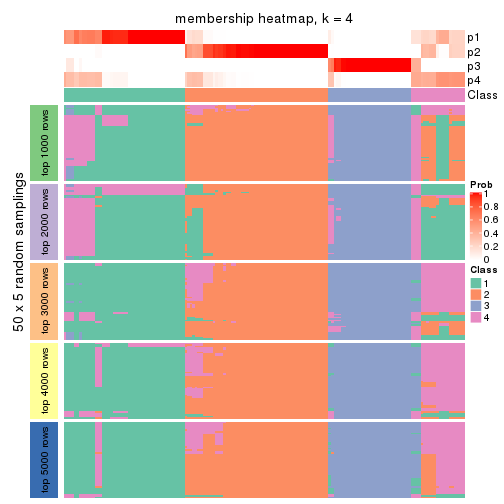 membership heatmap, k = 4
p1
p2
p3
p4
Class
50 x 5 random samplings
top 1000 rows
top 2000 rows
top 3000 rows
top 4000 rows
top 5000 rows
Prob
1
0.8
0.6
0.4
0.2
0
Class
1
2
3
4